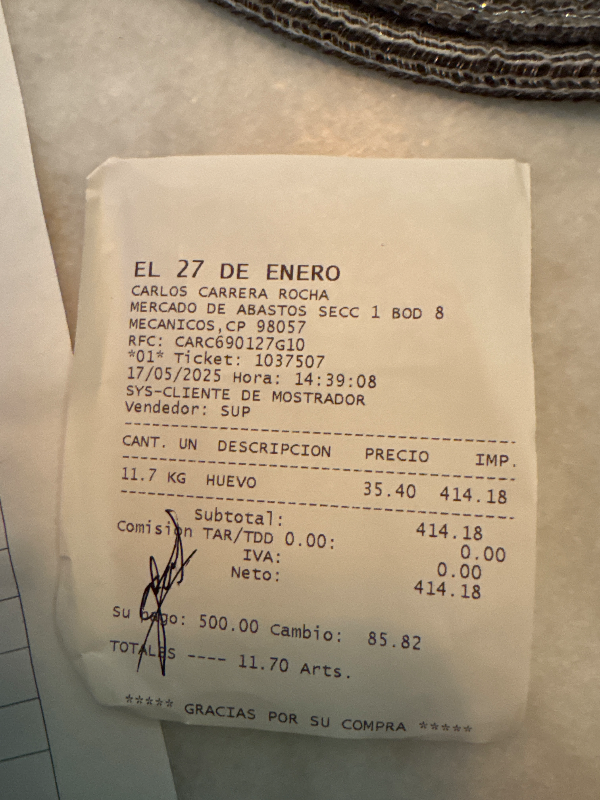 EL 27 DE ENERO
CARLOS CARRERA ROCHA
MERCADO DE ABASTOS SECC 1 BOD 8
MECANICOS,CP 98057
RFC: CARC690127G10
*01* Ticket: 1037507
17/05/2025 Hora: 14:39:08
SYS-CLIENTE DE MOSTRADOR
Vendedor: SUP
------------------------------------------
CANT. UN DESCRIPCION PRECIO IMP.
------------------------------------------
11.7 KG HUEVO 35.40 414.18
------------------------------------------
Subtotal: 414.18
Comision TAR/TDD 0.00: 0.00
IVA: 0.00
Neto: 414.18
Su pago: 500.00 Cambio: 85.82
TOTALES ---- 11.70 Arts.
***** GRACIAS POR SU COMPRA *****